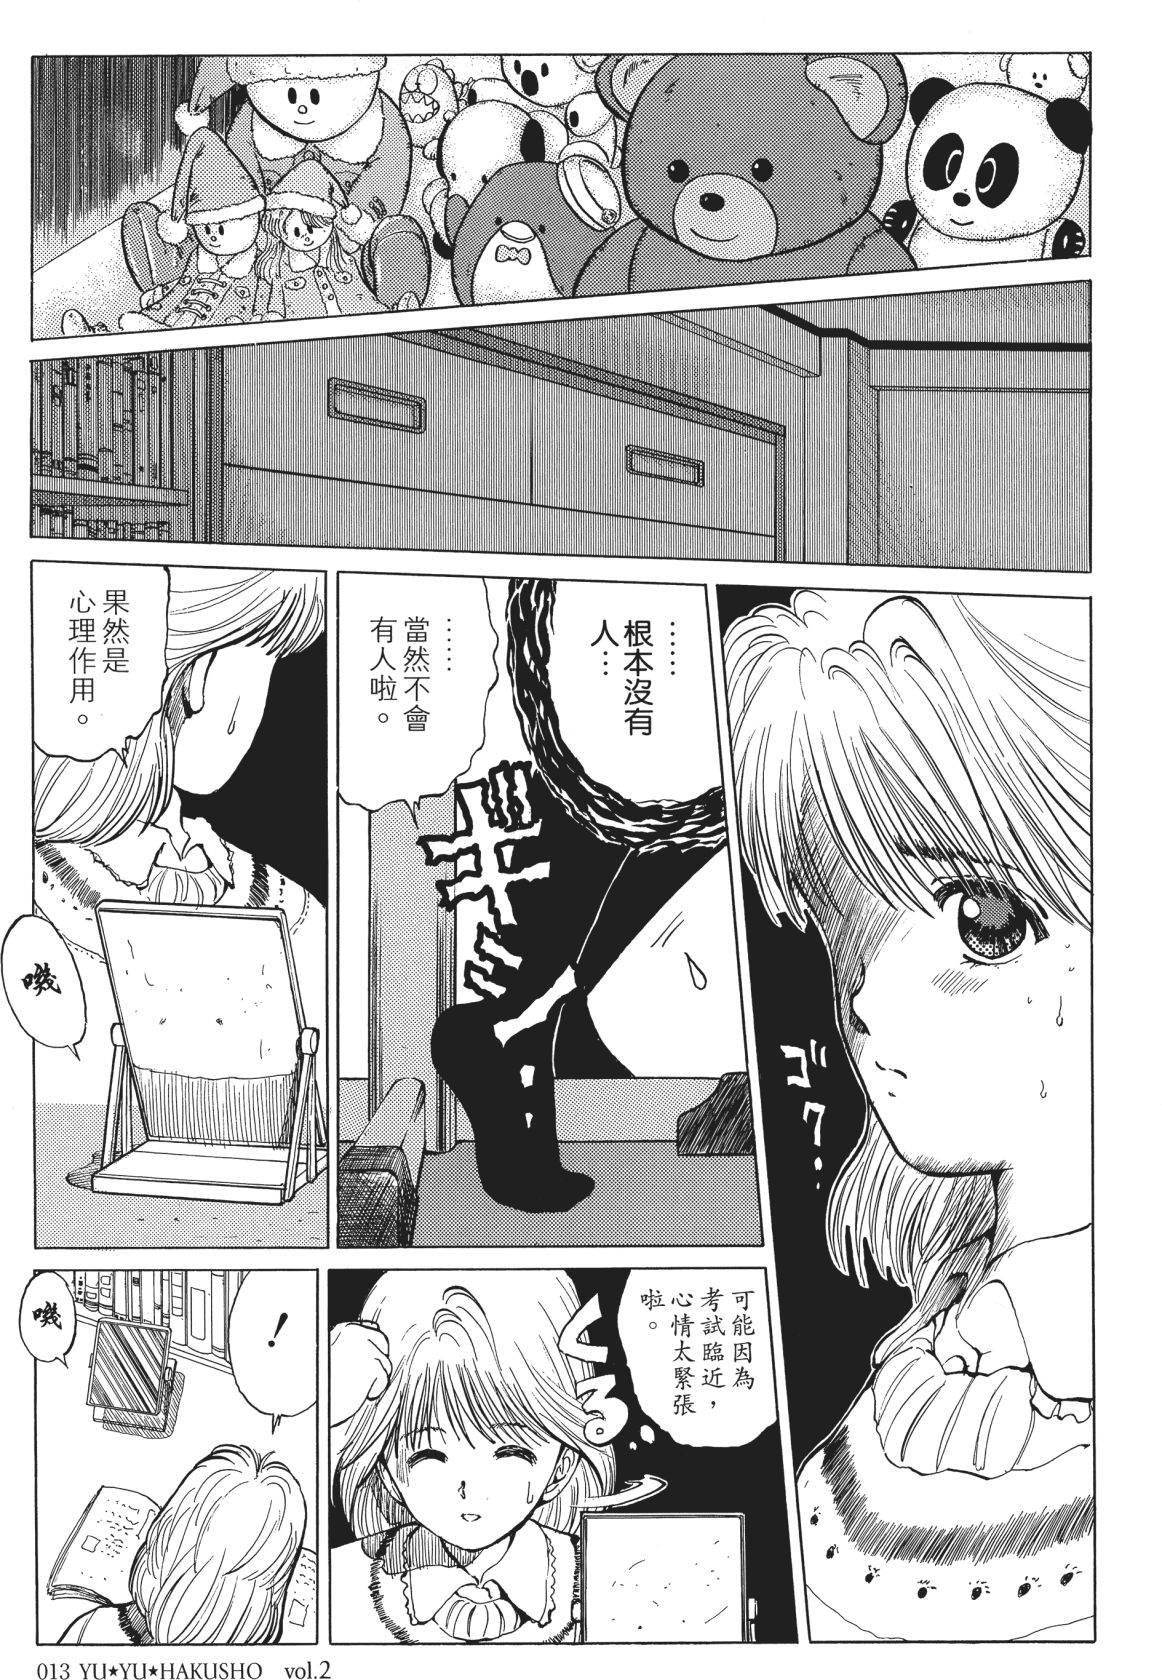 ……
根本沒有
人…
ゴク…
……
當然不會
有人啦。
ギ
ミ
果然是
心理作用。
嘰
可能因為
考試臨近，
心情太緊張
啦。
くる。
！
嘰
013 YU★YU★HAKUSHO vol.2